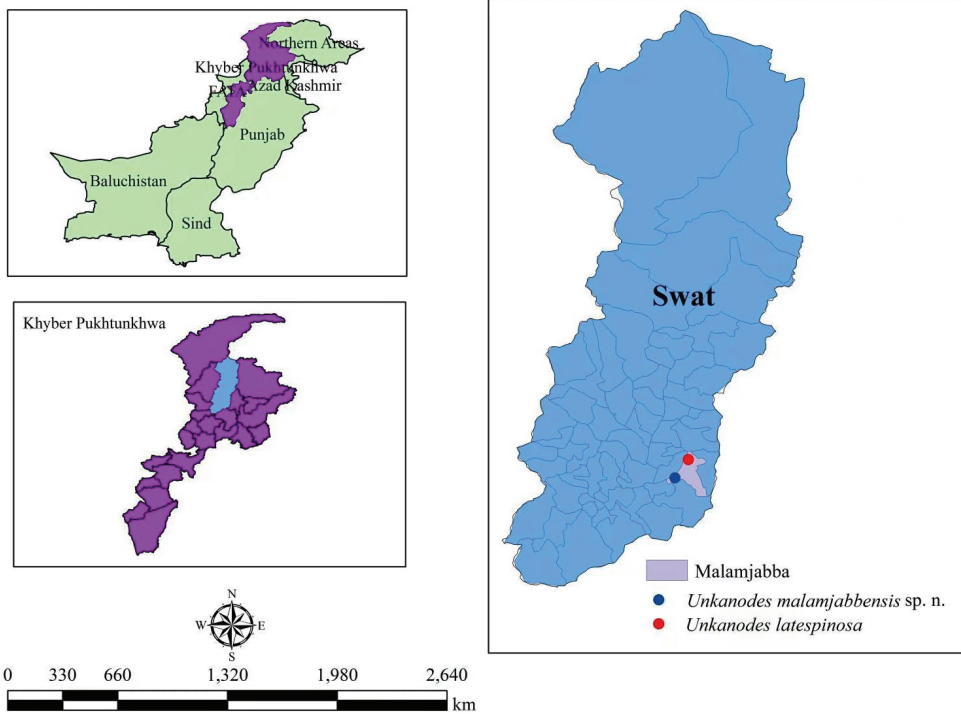 Northern Areas
Khyber Pukhtunkhwa
FATA
Azad Kashmir
Punjab
Baluchistan
Sind
Khyber Pukhtunkhwa
N
W E
S
0 330 660 1,320 1,980 2,640
km
Swat
Malamjabba
Unkanodes malamjabbensis sp. n.
Unkanodes latespinosa